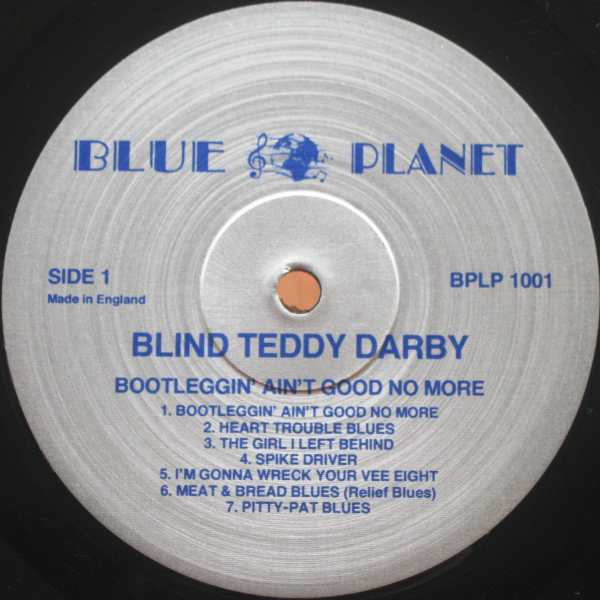 BLUE PLANET
SIDE 1
BPLP 1001
Made in England
BLIND TEDDY DARBY
BOOTLEGGIN' AIN'T GOOD NO MORE
1. BOOTLEGGIN' AIN'T GOOD NO MORE
2. HEART TROUBLE BLUES
3. THE GIRL I LEFT BEHIND
4. SPIKE DRIVER
5. I'M GONNA WRECK YOUR VEE EIGHT
6. MEAT & BREAD BLUES (Relief Blues)
7. PITTY-PAT BLUES